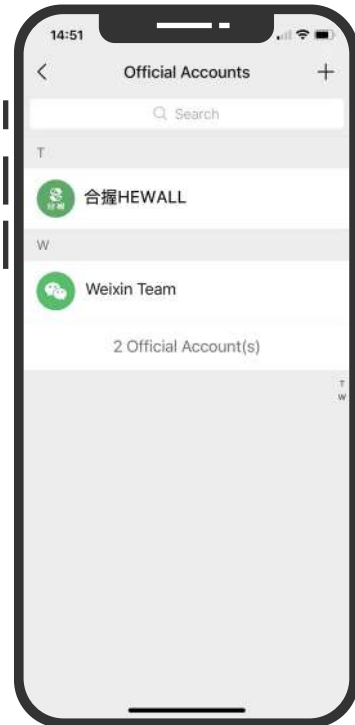 14:51
Official Accounts
Search
T
合握HEWALL
W
Weixin Team
2 Official Account(s)
T
W